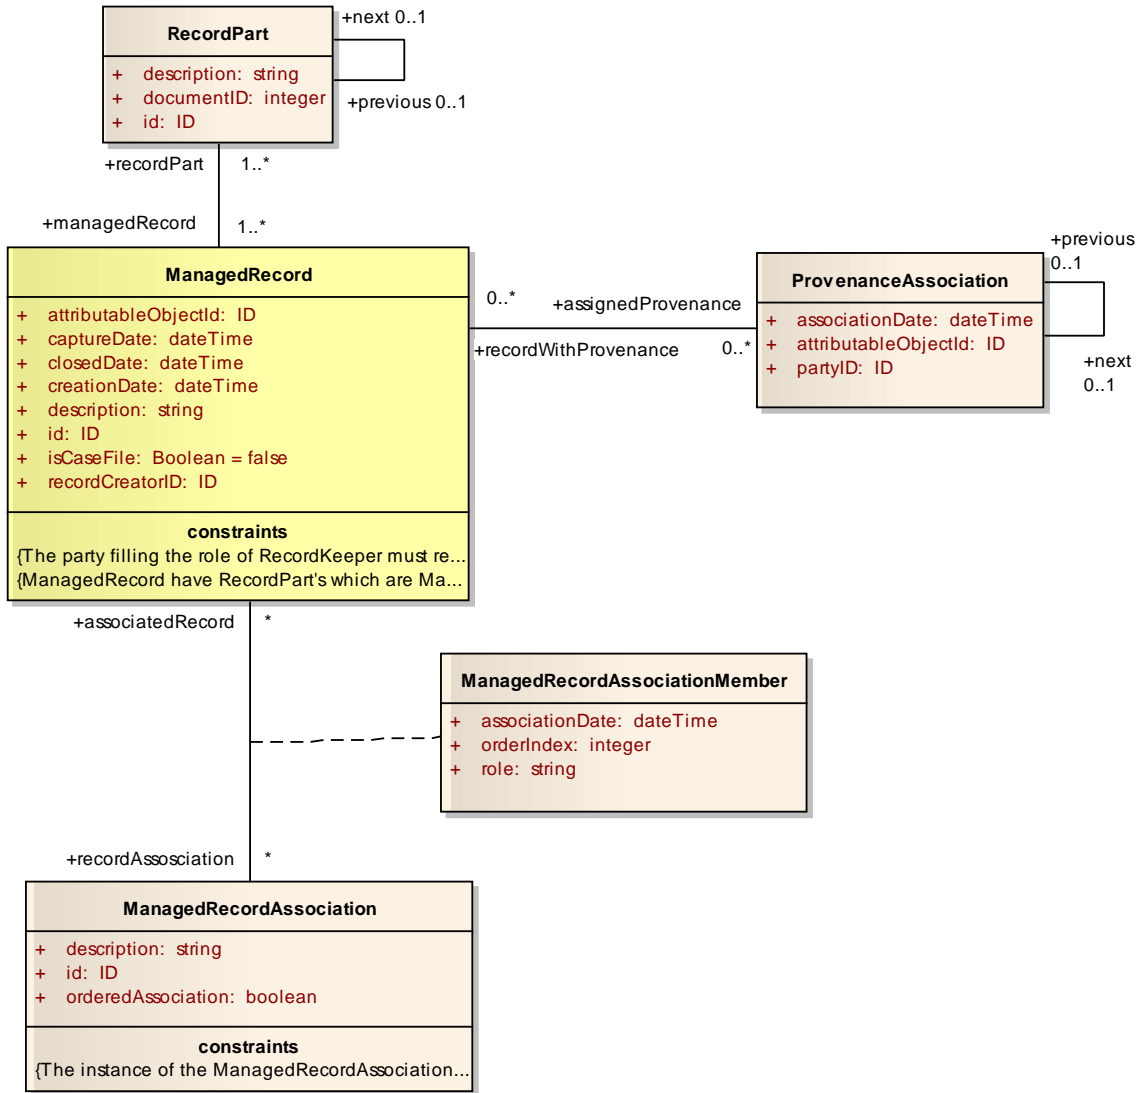 +next 0..1
RecordPart
+ description: string
+ documentID: integer
+ id: ID
+previous 0..1
+recordPart 1..*
+managedRecord 1..*
ManagedRecord
+ attributableObjectId: ID
+ captureDate: dateTime
+ closedDate: dateTime
+ creationDate: dateTime
+ description: string
+ id: ID
+ isCaseFile: Boolean = false
+ recordCreatorID: ID
constraints
{The party filling the role of RecordKeeper must re...
{ManagedRecord have RecordPart's which are Ma...
0..* +assignedProvenance
+recordWithProvenance 0..*
+previous
0..1
ProvenanceAssociation
+ associationDate: dateTime
+ attributableObjectId: ID
+ partyID: ID
+next
0..1
+associatedRecord *
ManagedRecordAssociationMember
+ associationDate: dateTime
+ orderIndex: integer
+ role: string
+recordAssosciation *
ManagedRecordAssociation
+ description: string
+ id: ID
+ orderedAssociation: boolean
constraints
{The instance of the ManagedRecordAssociation...